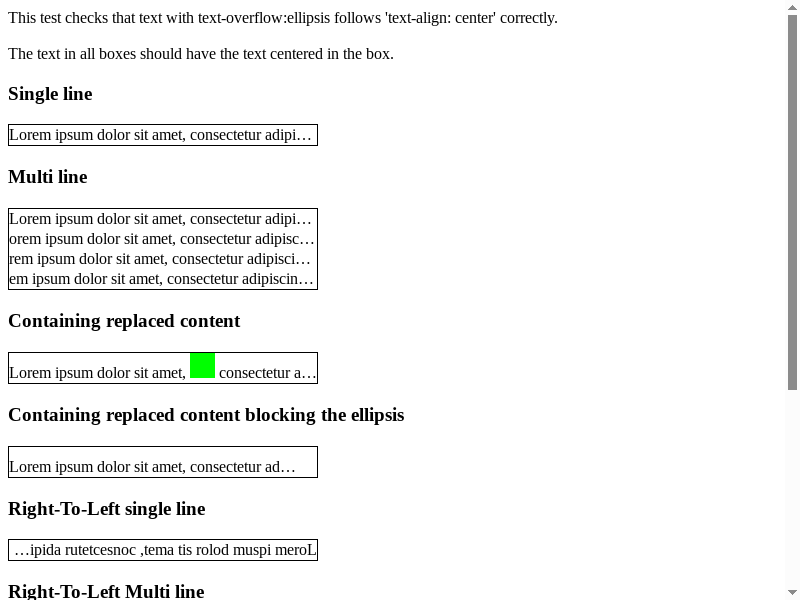 This test checks that text with text-overflow:ellipsis follows 'text-align: center' correctly.
The text in all boxes should have the text centered in the box.
Single line
Lorem ipsum dolor sit amet, consectetur adipi…
Multi line
Lorem ipsum dolor sit amet, consectetur adipi…
orem ipsum dolor sit amet, consectetur adipisc…
rem ipsum dolor sit amet, consectetur adipisci…
em ipsum dolor sit amet, consectetur adipiscin…
Containing replaced content
Lorem ipsum dolor sit amet, consectetur a…
Containing replaced content blocking the ellipsis
Lorem ipsum dolor sit amet, consectetur ad…
Right-To-Left single line
…ipida rutetcesnoc ,tema tis rolod muspi meroL
Right-To-Left Multi line